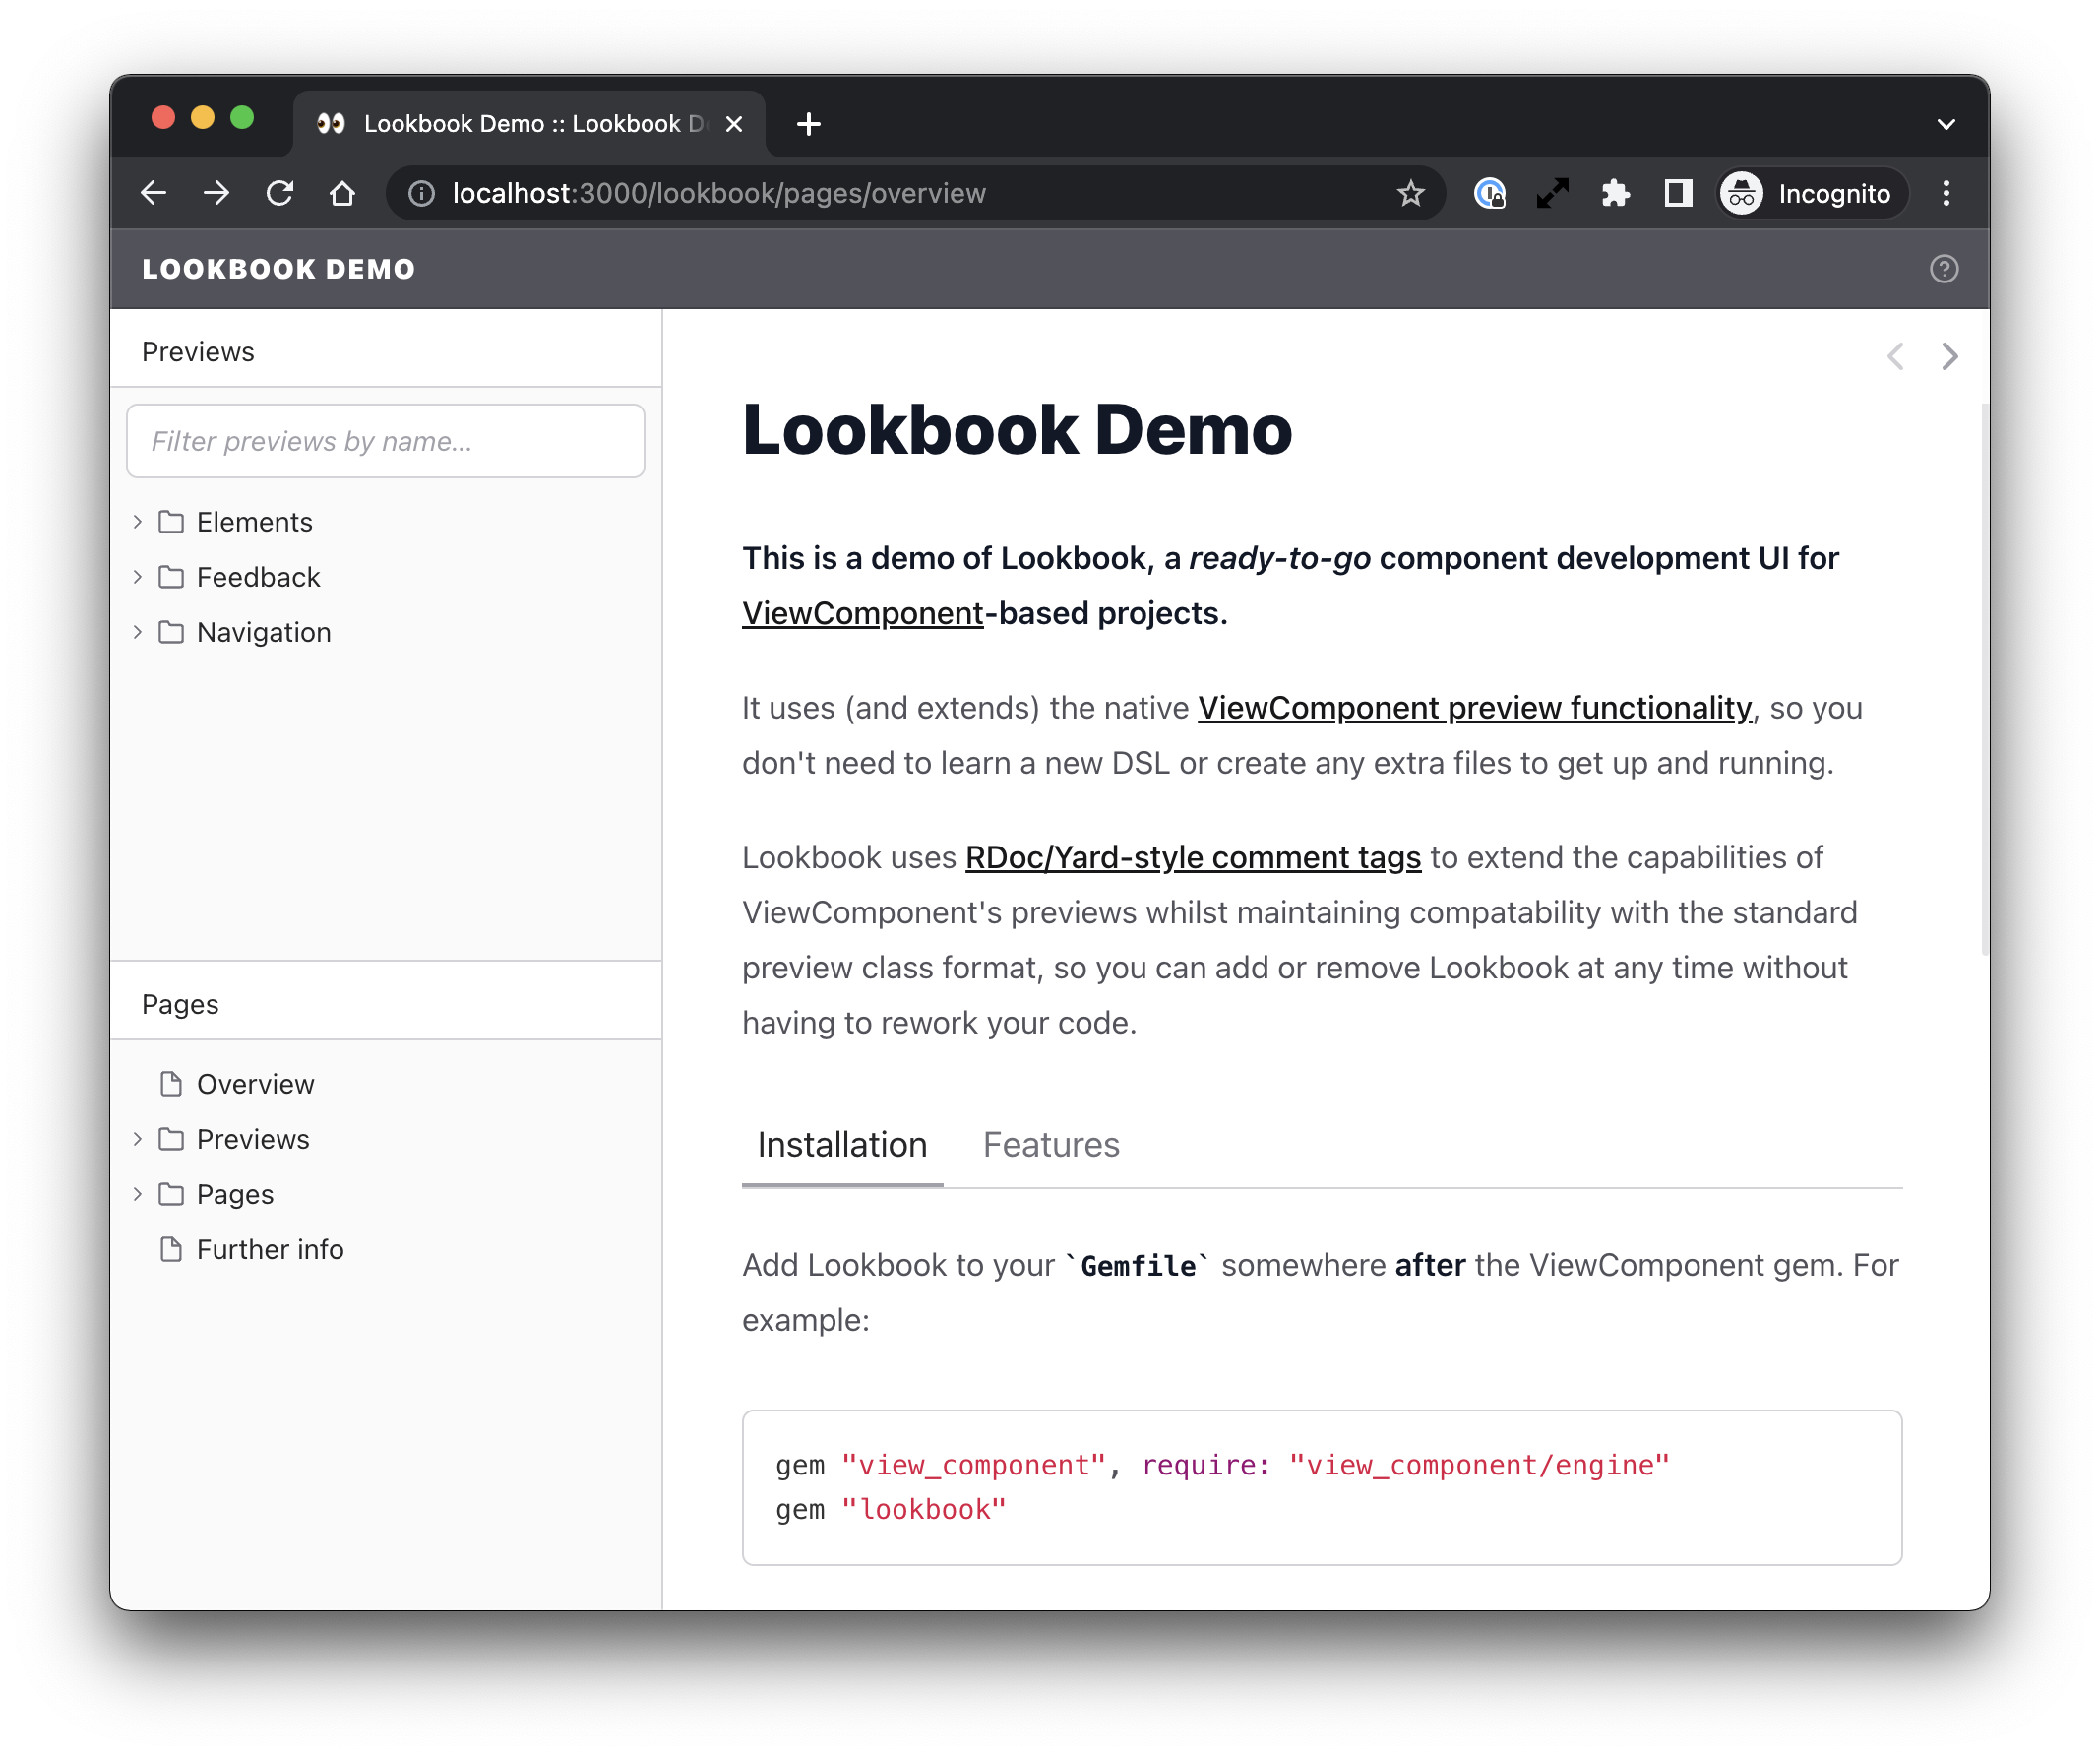 Lookbook Demo :: Lookbook D
localhost:3000/lookbook/pages/overview
Incognito
LOOKBOOK DEMO
Previews
Filter previews by name...
Elements
Feedback
Navigation
Pages
Overview
Previews
Pages
Further info
Lookbook Demo
This is a demo of Lookbook, a ready-to-go component development UI for
ViewComponent-based projects.
It uses (and extends) the native ViewComponent preview functionality, so you
don't need to learn a new DSL or create any extra files to get up and running.
Lookbook uses RDoc/Yard-style comment tags to extend the capabilities of
ViewComponent's previews whilst maintaining compatability with the standard
preview class format, so you can add or remove Lookbook at any time without
having to rework your code.
Installation Features
Add Lookbook to your `Gemfile` somewhere after the ViewComponent gem. For
example:
gem "view_component", require: "view_component/engine"
gem "lookbook"